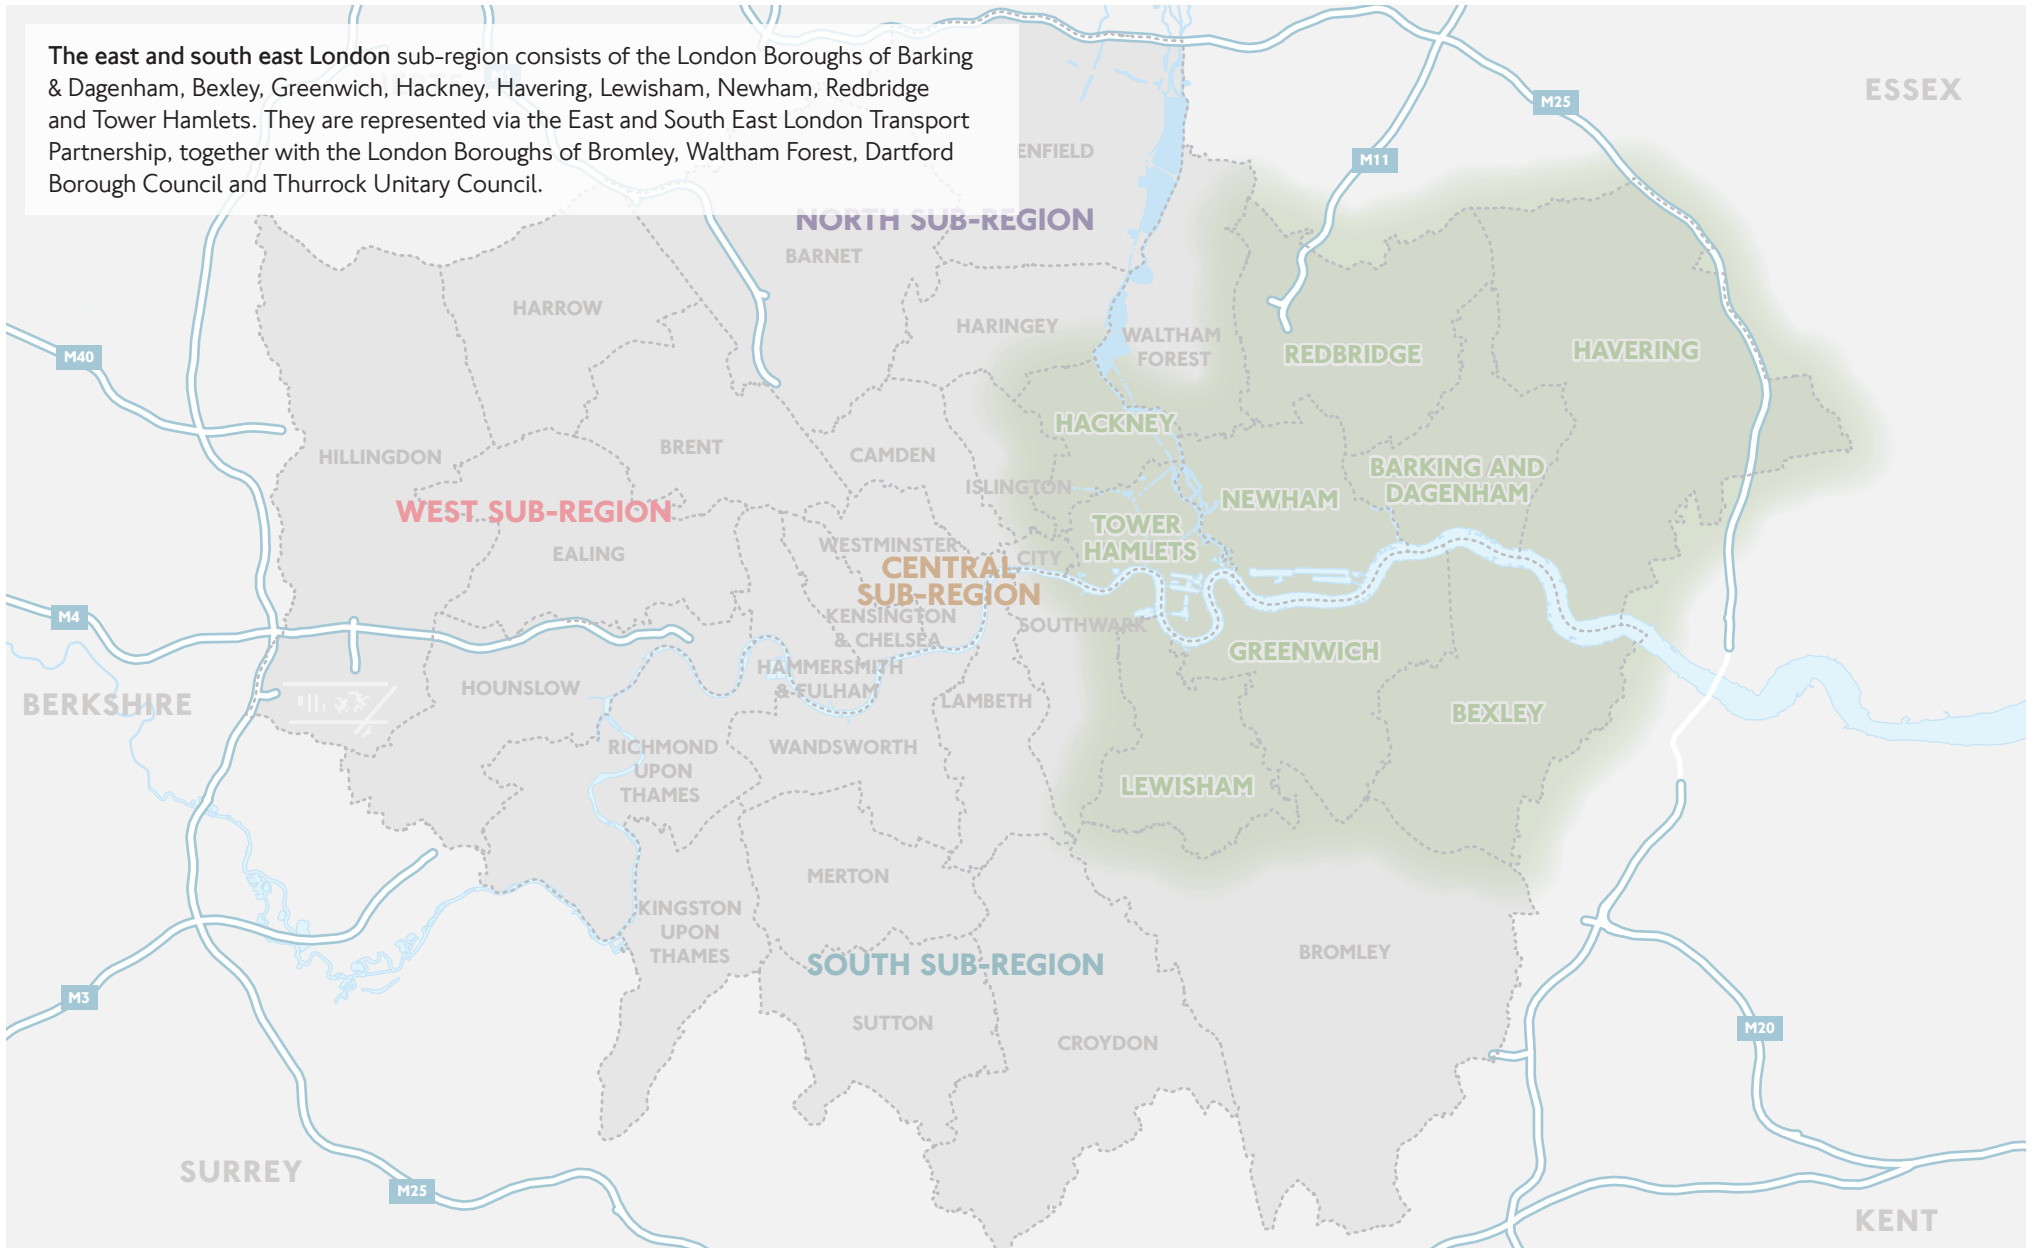 The east and south east London sub-region consists of the London Boroughs of Barking
& Dagenham, Bexley, Greenwich, Hackney, Havering, Lewisham, Newham, Redbridge
and Tower Hamlets. They are represented via the East and South East London Transport
Partnership, together with the London Boroughs of Bromley, Waltham Forest, Dartford
Borough Council and Thurrock Unitary Council.
ESSEX
M25
M11
ENFIELD
NORTH SUB-REGION
BARNET
HARROW
HARINGEY
WALTHAM
FOREST
REDBRIDGE
HAVERING
M40
HACKNEY
HILLINGDON
BRENT
CAMDEN
ISLINGTON
BARKING AND
DAGENHAM
NEWHAM
WEST SUB-REGION
EALING
WESTMINSTER
CITY
TOWER
HAMLETS
CENTRAL
SUB-REGION
M4
KENSINGTON
& CHELSEA
SOUTHWARK
GREENWICH
HAMMERSMITH
& FULHAM
BERKSHIRE
HOUNSLOW
LAMBETH
BEXLEY
RICHMOND
UPON
THAMES
WANDSWORTH
LEWISHAM
MERTON
KINGSTON
UPON
THAMES
SOUTH SUB-REGION
BROMLEY
M3
SUTTON
CROYDON
M20
SURREY
M25
KENT